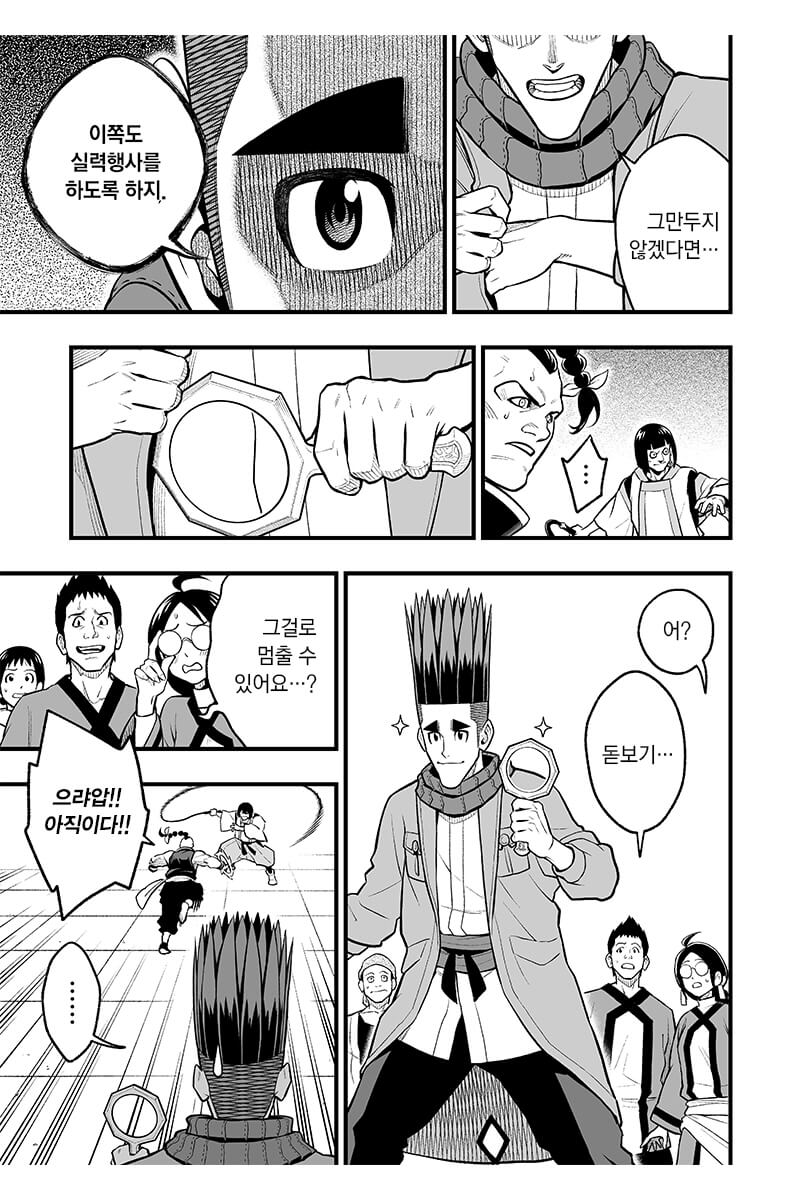 그만두지
않겠다면…
이쪽도
실력행사를
하도록 하지.
…
어?
돋보기…
그걸로
멈출 수
있어요…?
으랴압!!
아직이다!!
……